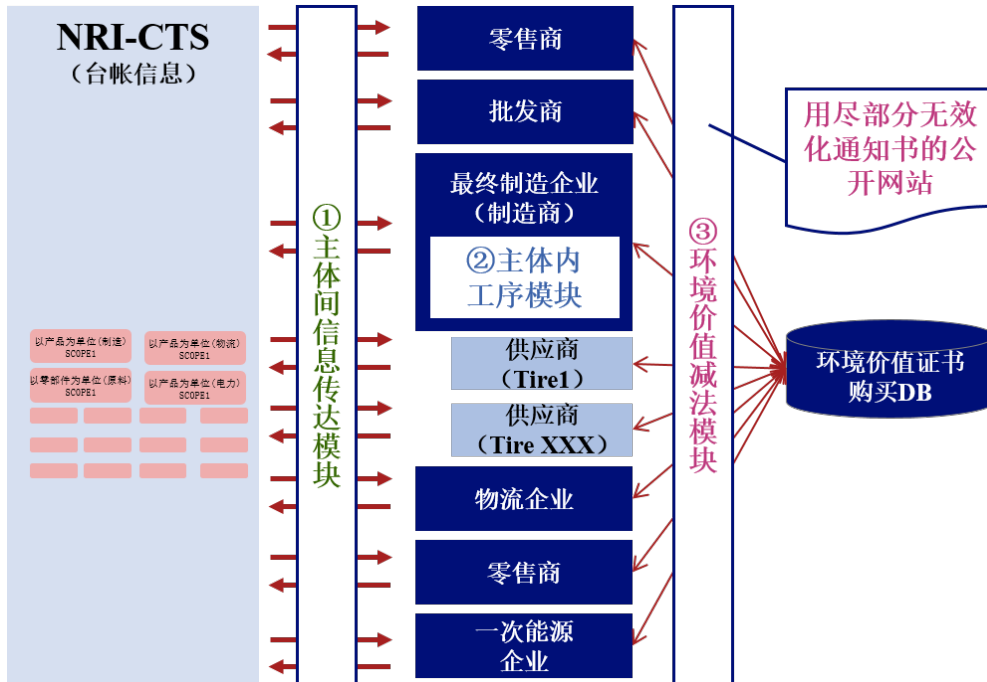 NRI-CTS
（台帐信息）
以产品为单位(制造)
SCOPE1
以产品为单位(物流)
SCOPE1
以零部件为单位(原料)
SCOPE1
以产品为单位(电力)
SCOPE1
①主体间信息传达模块
零售商
批发商
最终制造企业
（制造商）
②主体内
工序模块
供应商
（Tire1）
供应商
（Tire XXX）
物流企业
零售商
一次能源
企业
③环境价值减法模块
用尽部分无效
化通知书的公
开网站
环境价值证书
购买DB